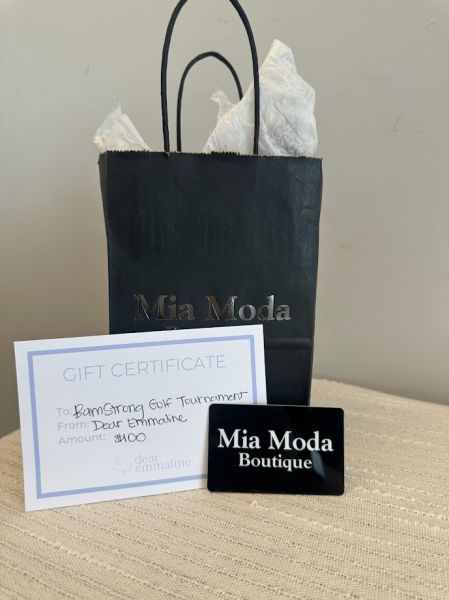 Mia Moda
GIFT CERTIFICATE
To: BamStrong Golf Tournament
From: Dear Emmaline
Amount: $100
dear
emmaline
Mia Moda
Boutique